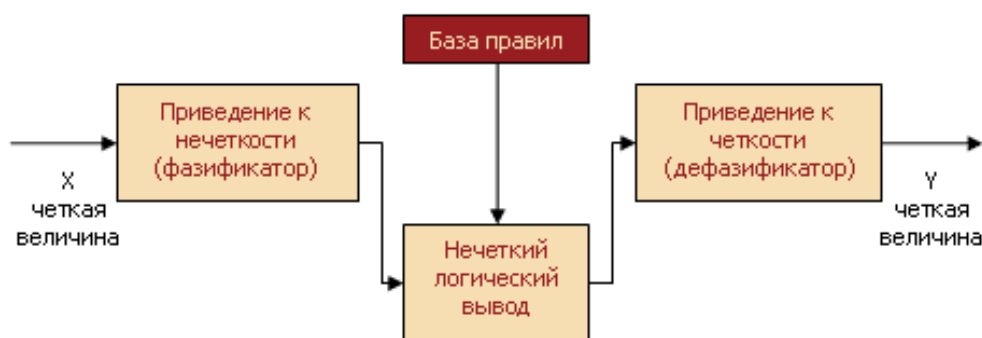 База правил
Приведение к
нечеткости
(фазификатор)
Приведение к
четкости
(дефазификатор)
X
четкая
величина
Y
четкая
величина
Нечеткий
логический
вывод